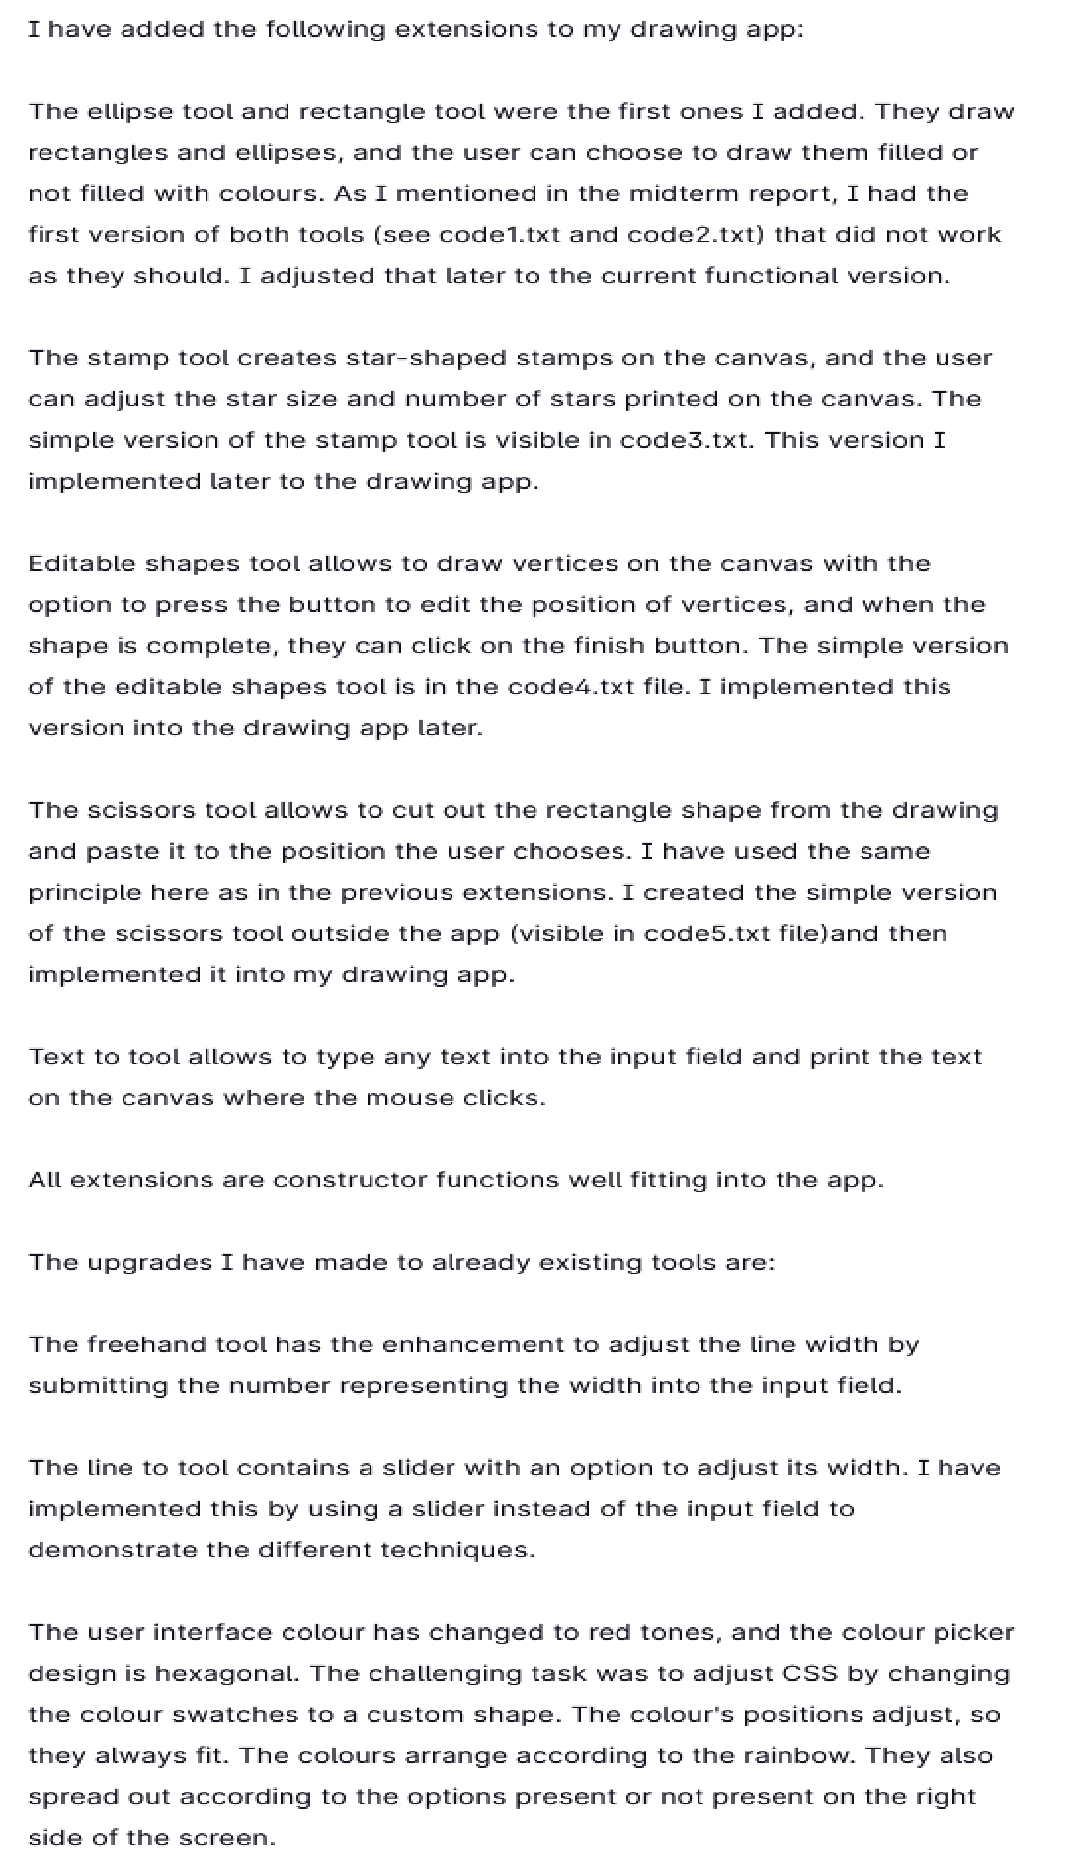 I have added the following extensions to my drawing app:
The ellipse tool and rectangle tool were the first ones I added. They draw
rectangles and ellipses, and the user can choose to draw them filled or
not filled with colours. As I mentioned in the midterm report, I had the
first version of both tools (see code1.txt and code2.txt) that did not work
as they should. I adjusted that later to the current functional version.
The stamp tool creates star-shaped stamps on the canvas, and the user
can adjust the star size and number of stars printed on the canvas. The
simple version of the stamp tool is visible in code3.txt. This version I
implemented later to the drawing app.
Editable shapes tool allows to draw vertices on the canvas with the
option to press the button to edit the position of vertices, and when the
shape is complete, they can click on the finish button. The simple version
of the editable shapes tool is in the code4.txt file. I implemented this
version into the drawing app later.
The scissors tool allows to cut out the rectangle shape from the drawing
and paste it to the position the user chooses. I have used the same
principle here as in the previous extensions. I created the simple version
of the scissors tool outside the app (visible in code5.txt file)and then
implemented it into my drawing app.
Text to tool allows to type any text into the input field and print the text
on the canvas where the mouse clicks.
All extensions are constructor functions well fitting into the app.
The upgrades I have made to already existing tools are:
The freehand tool has the enhancement to adjust the line width by
submitting the number representing the width into the input field.
The line to tool contains a slider with an option to adjust its width. I have
implemented this by using a slider instead of the input field to
demonstrate the different techniques.
The user interface colour has changed to red tones, and the colour picker
design is hexagonal. The challenging task was to adjust CSS by changing
the colour swatches to a custom shape. The colour's positions adjust, so
they always fit. The colours arrange according to the rainbow. They also
spread out according to the options present or not present on the right
side of the screen.